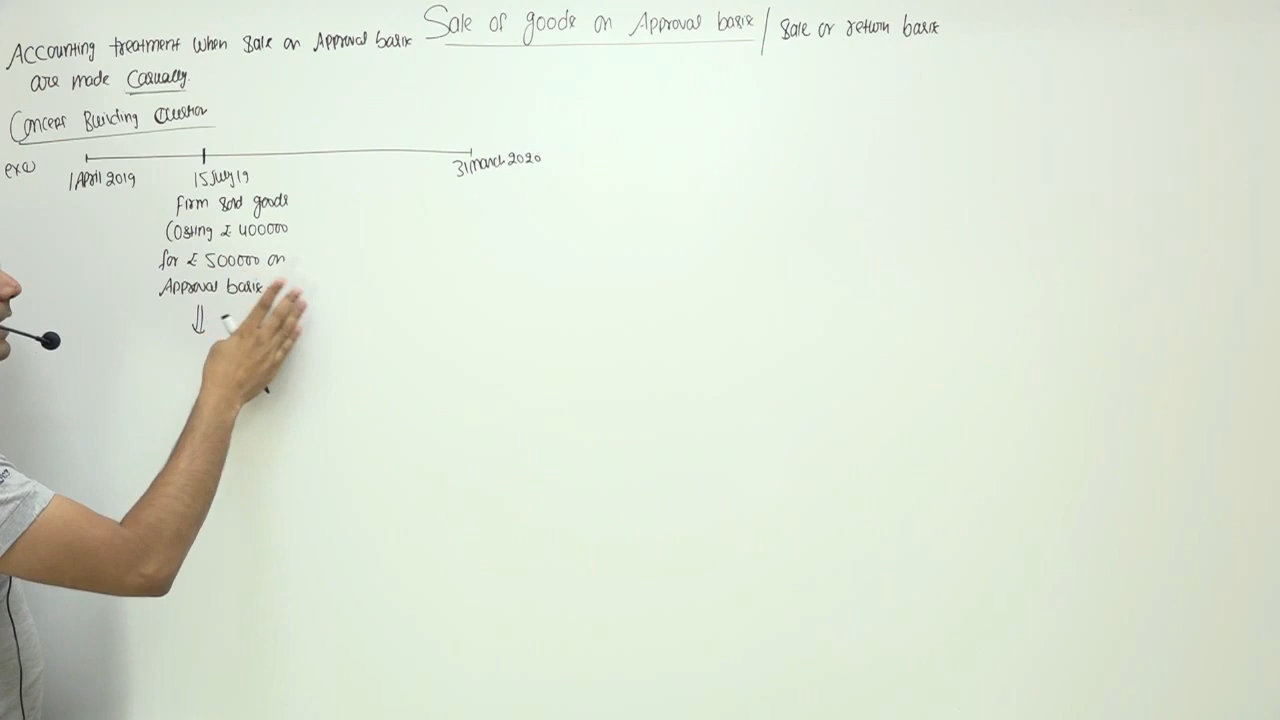 Sale of goods on Approval basis / Sale or return basis
Accounting treatment when sale on Approval basis
are made Casually.
Concept Building Question
ex@
1 April 2019
15 July 19
31 march 2020
Firm sold goods
Costing ₹ 400000
for ₹ 500000 on
Approval basis
⇓